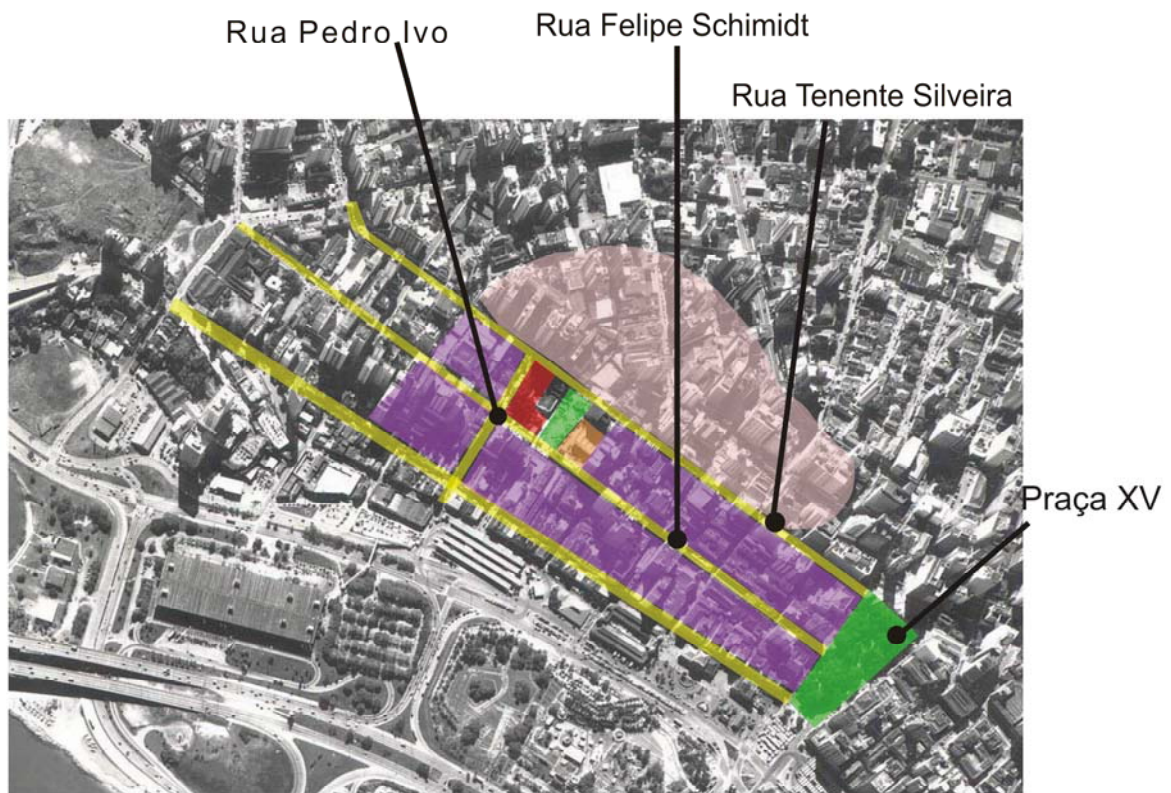 Rua Pedro Ivo
Rua Felipe Schimidt
Rua Tenente Silveira
Praça XV